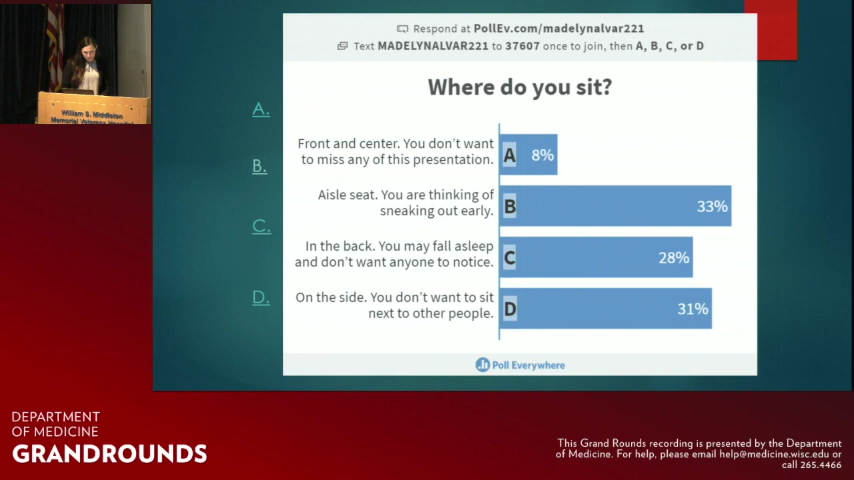 Respond at PollEv.com/madelynalvar221
Text MADELYNALVAR221 to 37607 once to join, then A, B, C, or D
Where do you sit?
A.
Front and center. You don't want
to miss any of this presentation.
A 8%
B.
Aisle seat. You are thinking of
sneaking out early.
B 33%
C.
In the back. You may fall asleep
and don't want anyone to notice.
C 28%
D.
On the side. You don't want to sit
next to other people.
D 31%
Poll Everywhere
William S. Middleton
Memorial Veterans Hospital
DEPARTMENT
OF MEDICINE
GRANDROUNDS
This Grand Rounds recording is presented by the Department
of Medicine. For help, please email help@medicine.wisc.edu or
call 265.4466